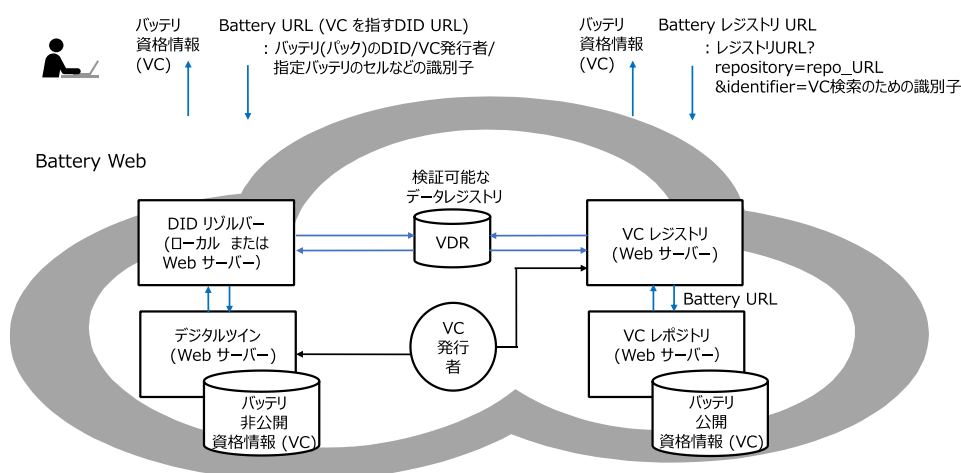 バッテリ
資格情報
(VC)
Battery URL (VC を指すDID URL)
: バッテリ(パック)のDID/VC発行者/
指定バッテリのセルなどの識別子
バッテリ
資格情報
(VC)
Battery レジストリ URL
: レジストリURL?
repository=repo_URL
&identifier=VC検索のための識別子
Battery Web
検証可能な
データレジストリ
DID リゾルバー
(ローカル または
Web サーバー)
VDR
VC レジストリ
(Web サーバー)
Battery URL
デジタルツイン
(Web サーバー)
VC
発行
者
VC レポジトリ
(Web サーバー)
バッテリ
非公開
資格情報 (VC)
バッテリ
公開
資格情報 (VC)